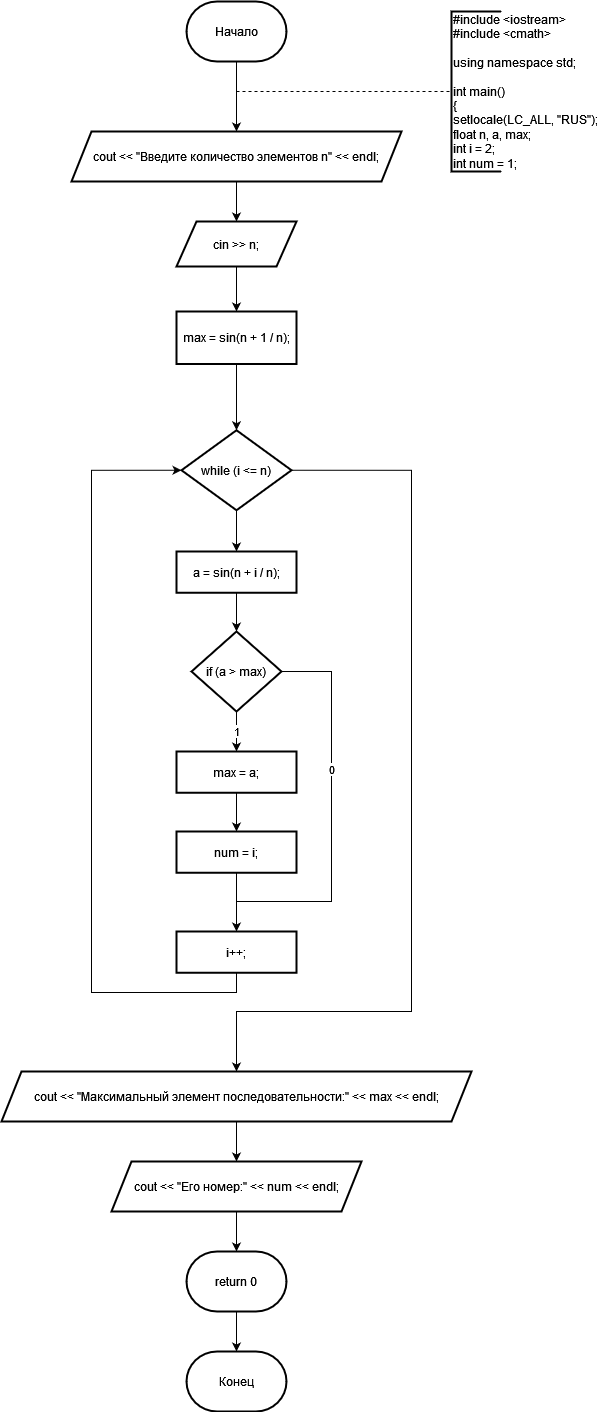 Начало
#include <iostream>
#include <cmath>
using namespace std;
int main()
{
setlocale(LC_ALL, "RUS");
float n, a, max;
int i = 2;
int num = 1;
cout << "Введите количество элементов n" << endl;
cin >> n;
max = sin(n + 1 / n);
while (i <= n)
a = sin(n + i / n);
if (a > max)
1
0
max = a;
num = i;
i++;
cout << "Максимальный элемент последовательности:" << max << endl;
cout << "Его номер:" << num << endl;
return 0
Конец